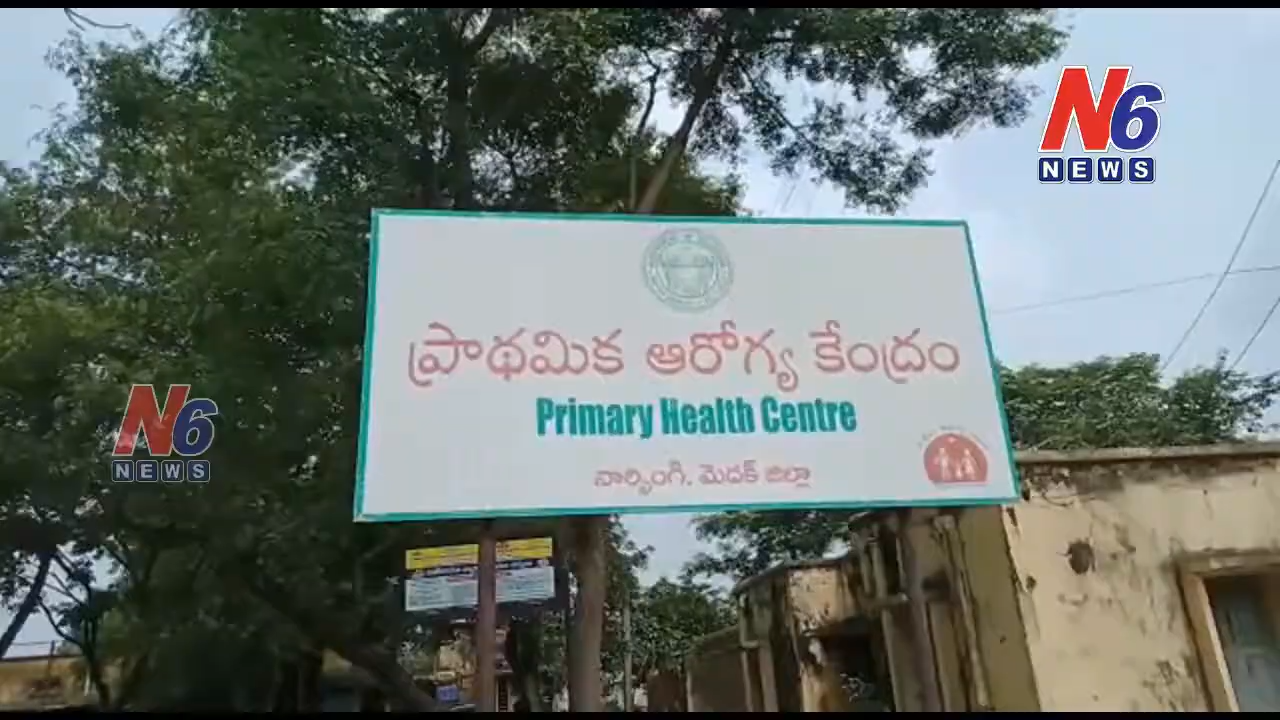 N6
NEWS
ప్రాథమిక ఆరోగ్య కేంద్రం
Primary Health Centre
నార్సింగి, మెదక్ జిల్లా
N6
NEWS